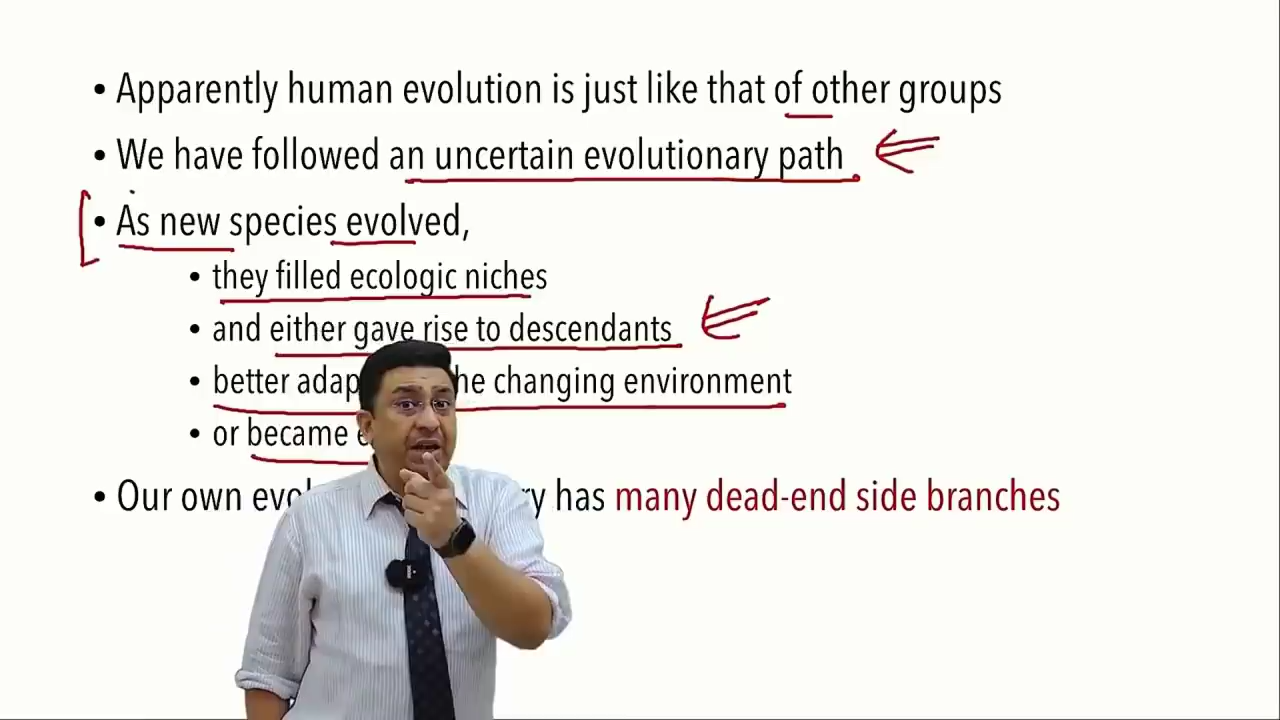 • Apparently human evolution is just like that of other groups
• We have followed an uncertain evolutionary path
• As new species evolved,
• they filled ecologic niches
• and either gave rise to descendants
• better adap he changing environment
• or became
• Our own evol ry has many dead-end side branches